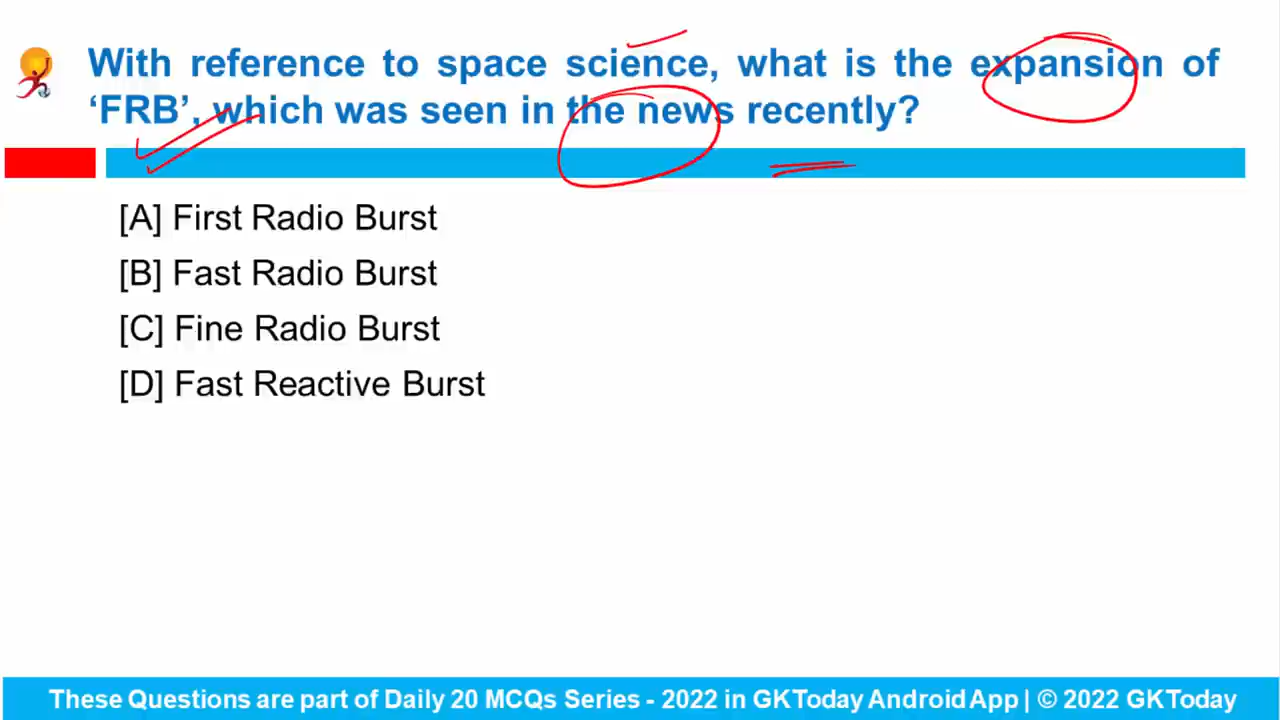 With reference to space science, what is the expansion of
‘FRB’, which was seen in the news recently?
[A] First Radio Burst
[B] Fast Radio Burst
[C] Fine Radio Burst
[D] Fast Reactive Burst
These Questions are part of Daily 20 MCQs Series - 2022 in GKToday Android App | © 2022 GKToday